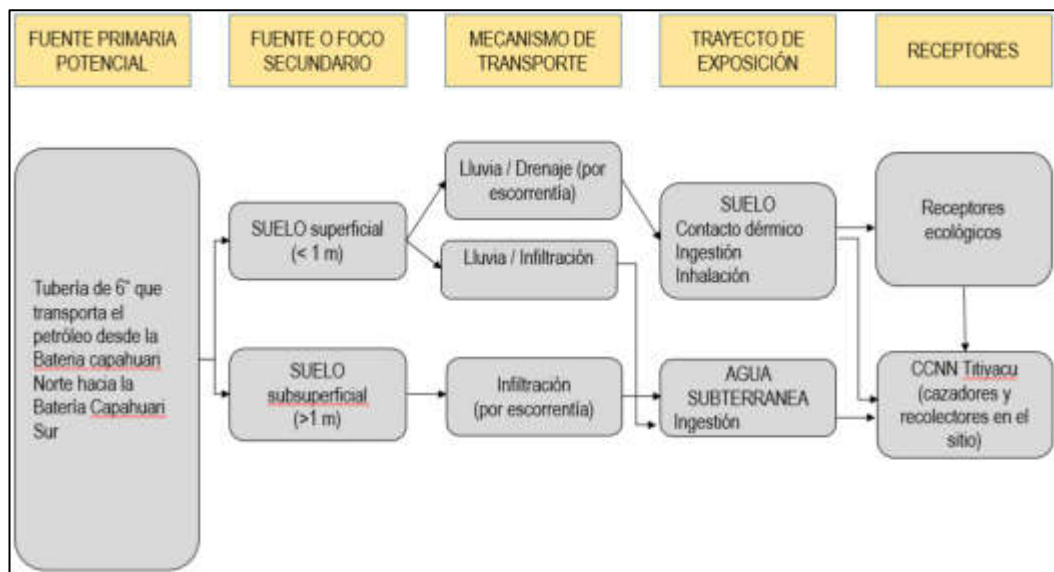 FUENTE PRIMARIA
POTENCIAL
FUENTE O FOCO
SECUNDARIO
MECANISMO DE
TRANSPORTE
TRAYECTO DE
EXPOSICIÓN
RECEPTORES
Tubería de 6" que
transporta el
petróleo desde la
Bateria capahuari
Norte hacia la
Batería Capahuari
Sur
SUELO superficial
(< 1 m)
SUELO
subsuperficial
(>1 m)
Lluvia / Drenaje (por
escorrentía)
Lluvia / Infiltración
Infiltración
(por escorrentía)
SUELO
Contacto dérmico
Ingestión
Inhalación
AGUA
SUBTERRANEA
Ingestión
Receptores
ecológicos
CCNN Titiyacu
(cazadores y
recolectores en el
sitio)